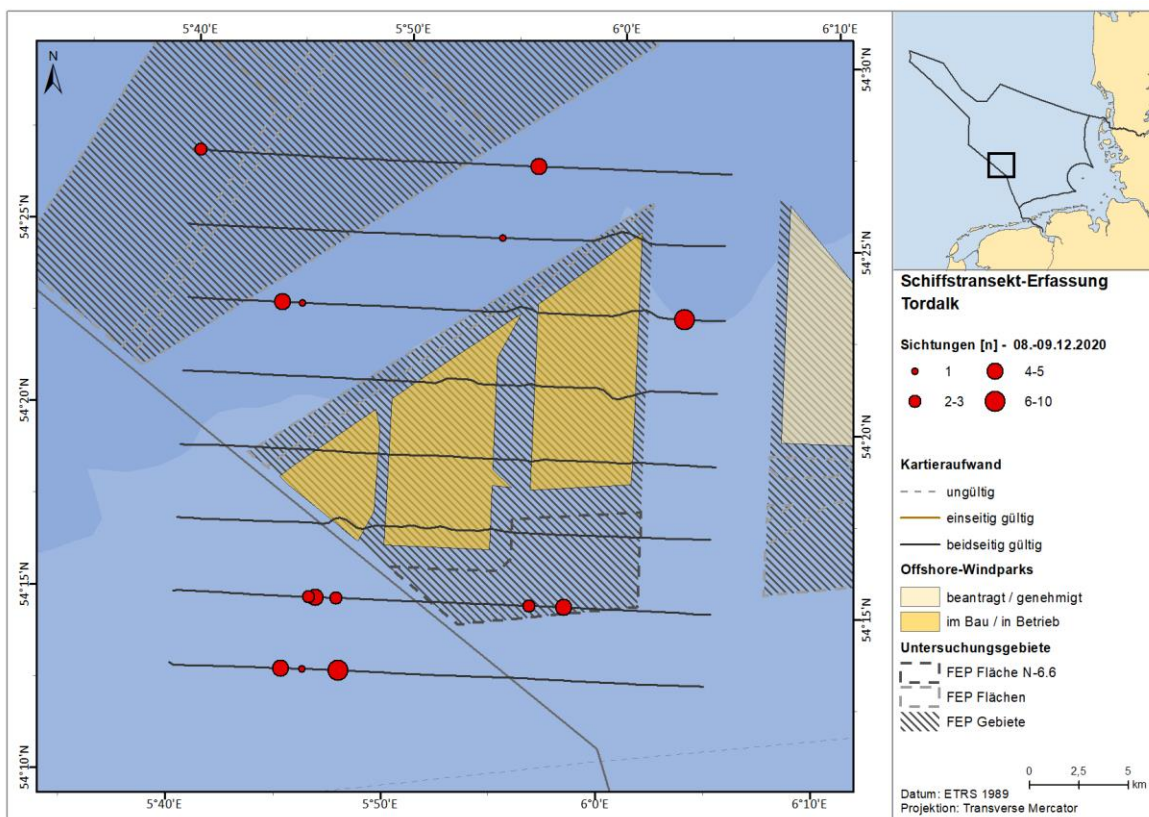 5°40'E 5°50'E 6°0'E 6°10'E
N
54°30'N
54°25'N
54°25'N
54°20'N
54°20'N
54°15'N
54°15'N
54°10'N
5°40'E 5°50'E 6°0'E 6°10'E
Schiffstransekt-Erfassung
Tordalk
Sichtungen [n] - 08.-09.12.2020
1 4-5
2-3 6-10
Kartieraufwand
ungültig
einseitig gültig
beidseitig gültig
Offshore-Windparks
beantragt / genehmigt
im Bau / in Betrieb
Untersuchungsgebiete
FEP Fläche N-6.6
FEP Flächen
FEP Gebiete
0 2,5 5
km
Datum: ETRS 1989
Projektion: Transverse Mercator